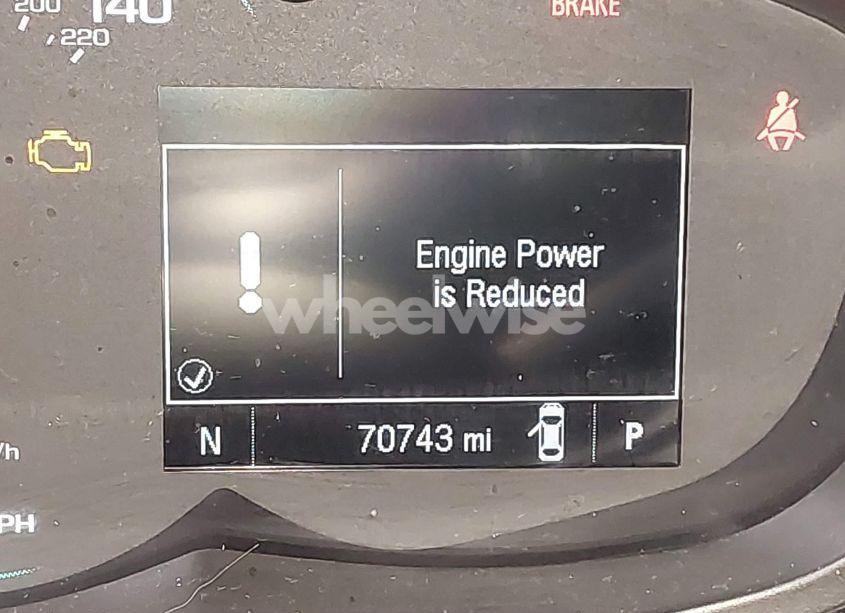 200
140
220
BRAKE
Engine Power
is Reduced
wheelwise
N
70743 mi
P
/h
PH